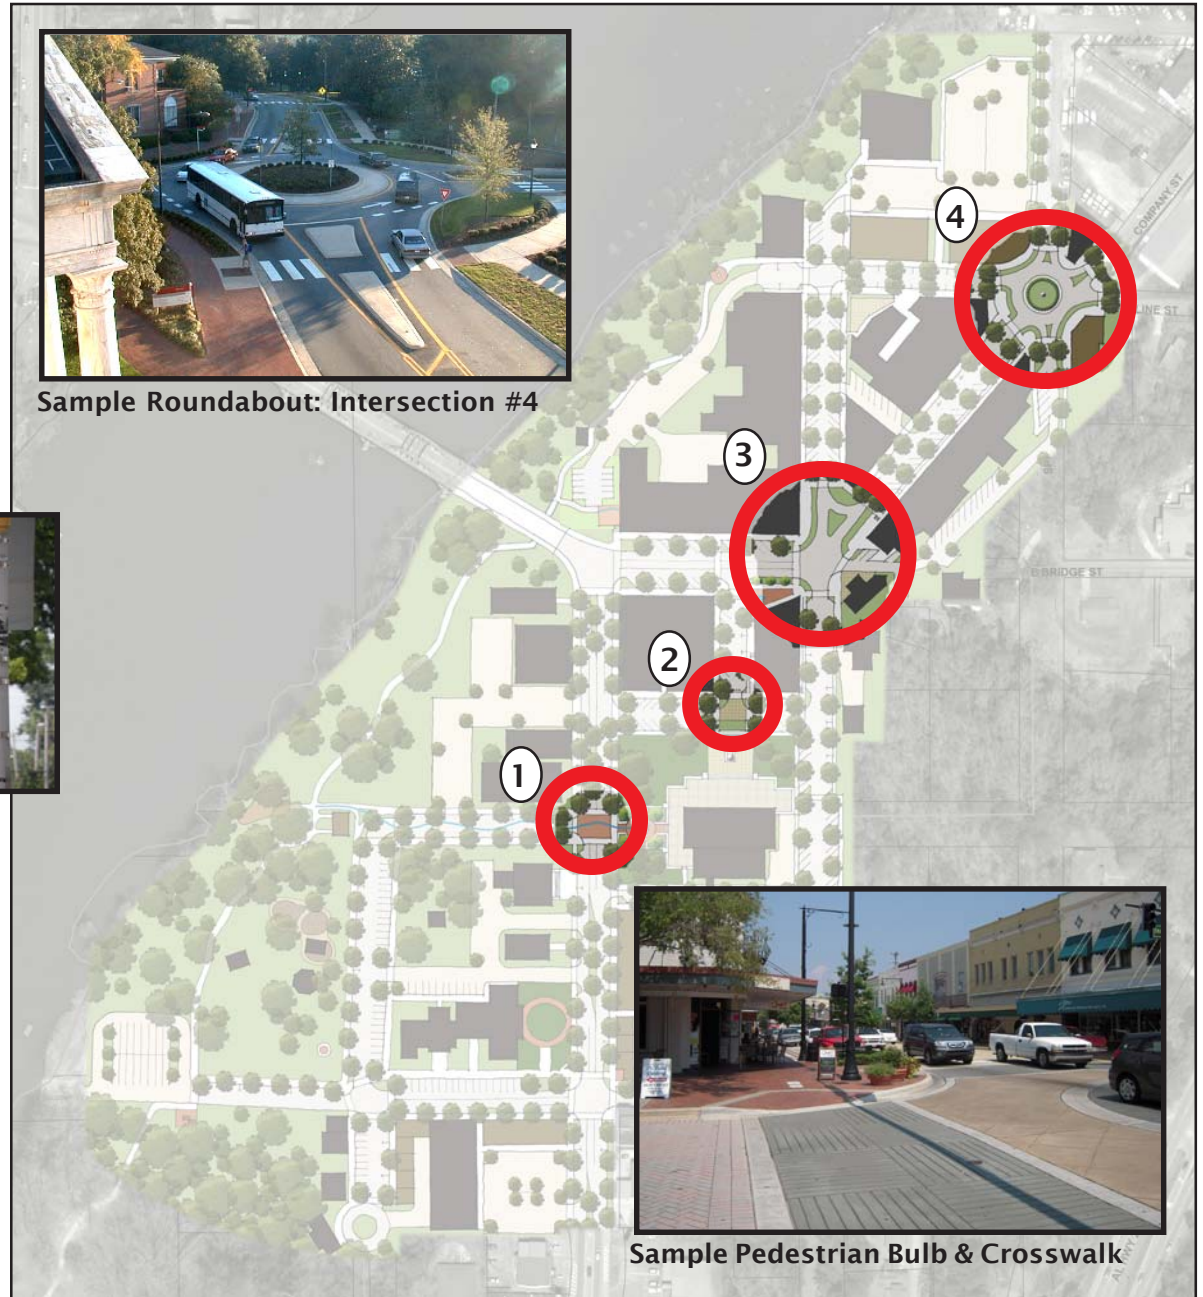 Sample Roundabout: Intersection #4
4
COMPANY ST
LINE ST
3
B BRIDGE ST
2
1
Sample Pedestrian Bulb & Crosswalk